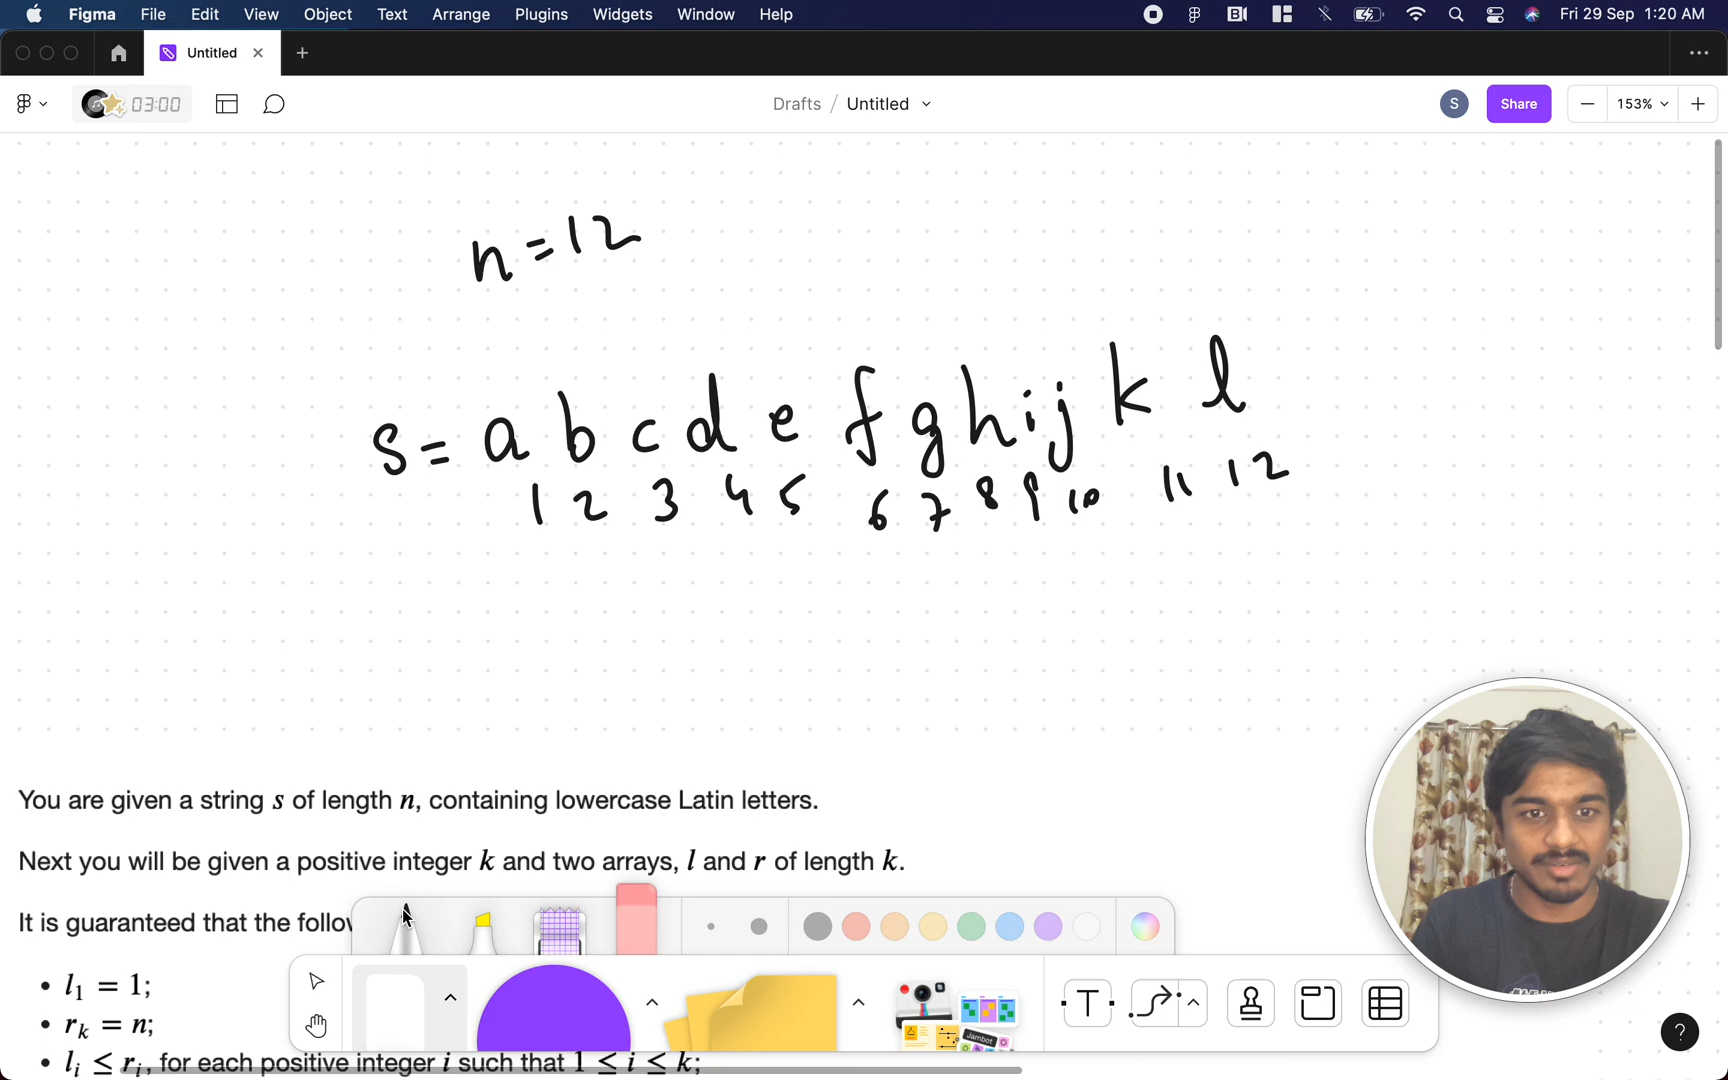 Figma File Edit View Object Text Arrange Plugins Widgets Window Help Fri 29 Sep 1:20 AM
Untitled
03:00 Drafts / Untitled S Share 153%
n=12
s= a b c d e f g h i j k l
1 2 3 4 5 6 7 8 9 10 11 12
You are given a string s of length n, containing lowercase Latin letters.
Next you will be given a positive integer k and two arrays, l and r of length k.
It is guaranteed that the follov
• l₁ = 1;
• rₖ = n;
• lᵢ ≤ rᵢ, for each positive integer i such that 1 ≤ i ≤ k;
Jambot
T
?